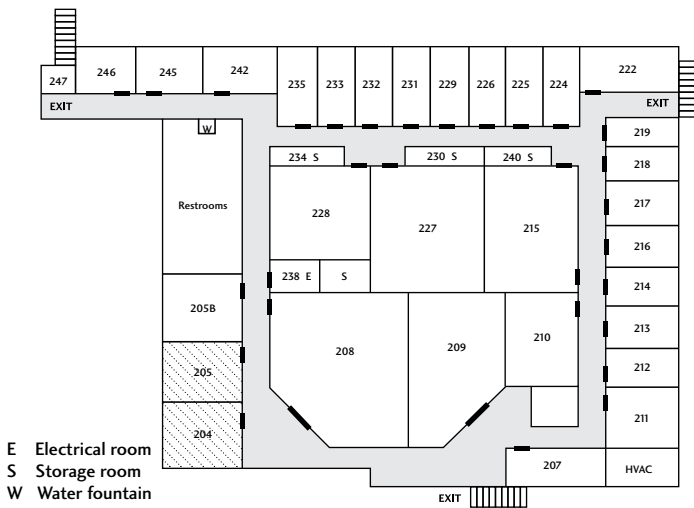 247
246
245
242
235
233
232
231
229
226
225
224
222
EXIT
EXIT
W
234 S
230 S
240 S
219
218
217
216
214
213
212
211
Restrooms
228
227
215
238 E
S
205B
208
209
210
205
204
207
HVAC
EXIT
E Electrical room
S Storage room
W Water fountain